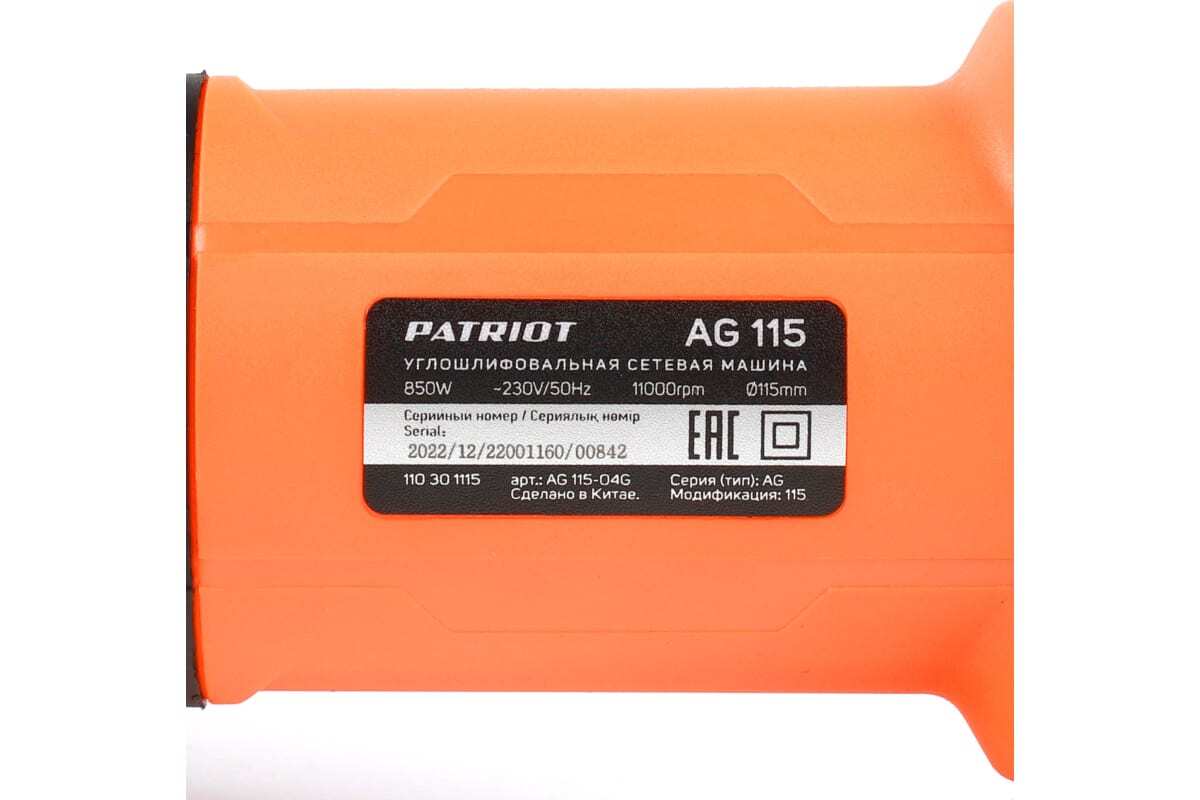 PATRIOT AG 115
УГЛОШЛИФОВАЛЬНАЯ СЕТЕВАЯ МАШИНА
850W ~230V/50Hz 11000rpm Ø115mm
Серийный номер / Сериялық нөмір
Serial:
2022/12/22001160/00842
EAC
110 30 1115 арт.: AG 115-04G Серия (тип): AG
Сделано в Китае. Модификация: 115